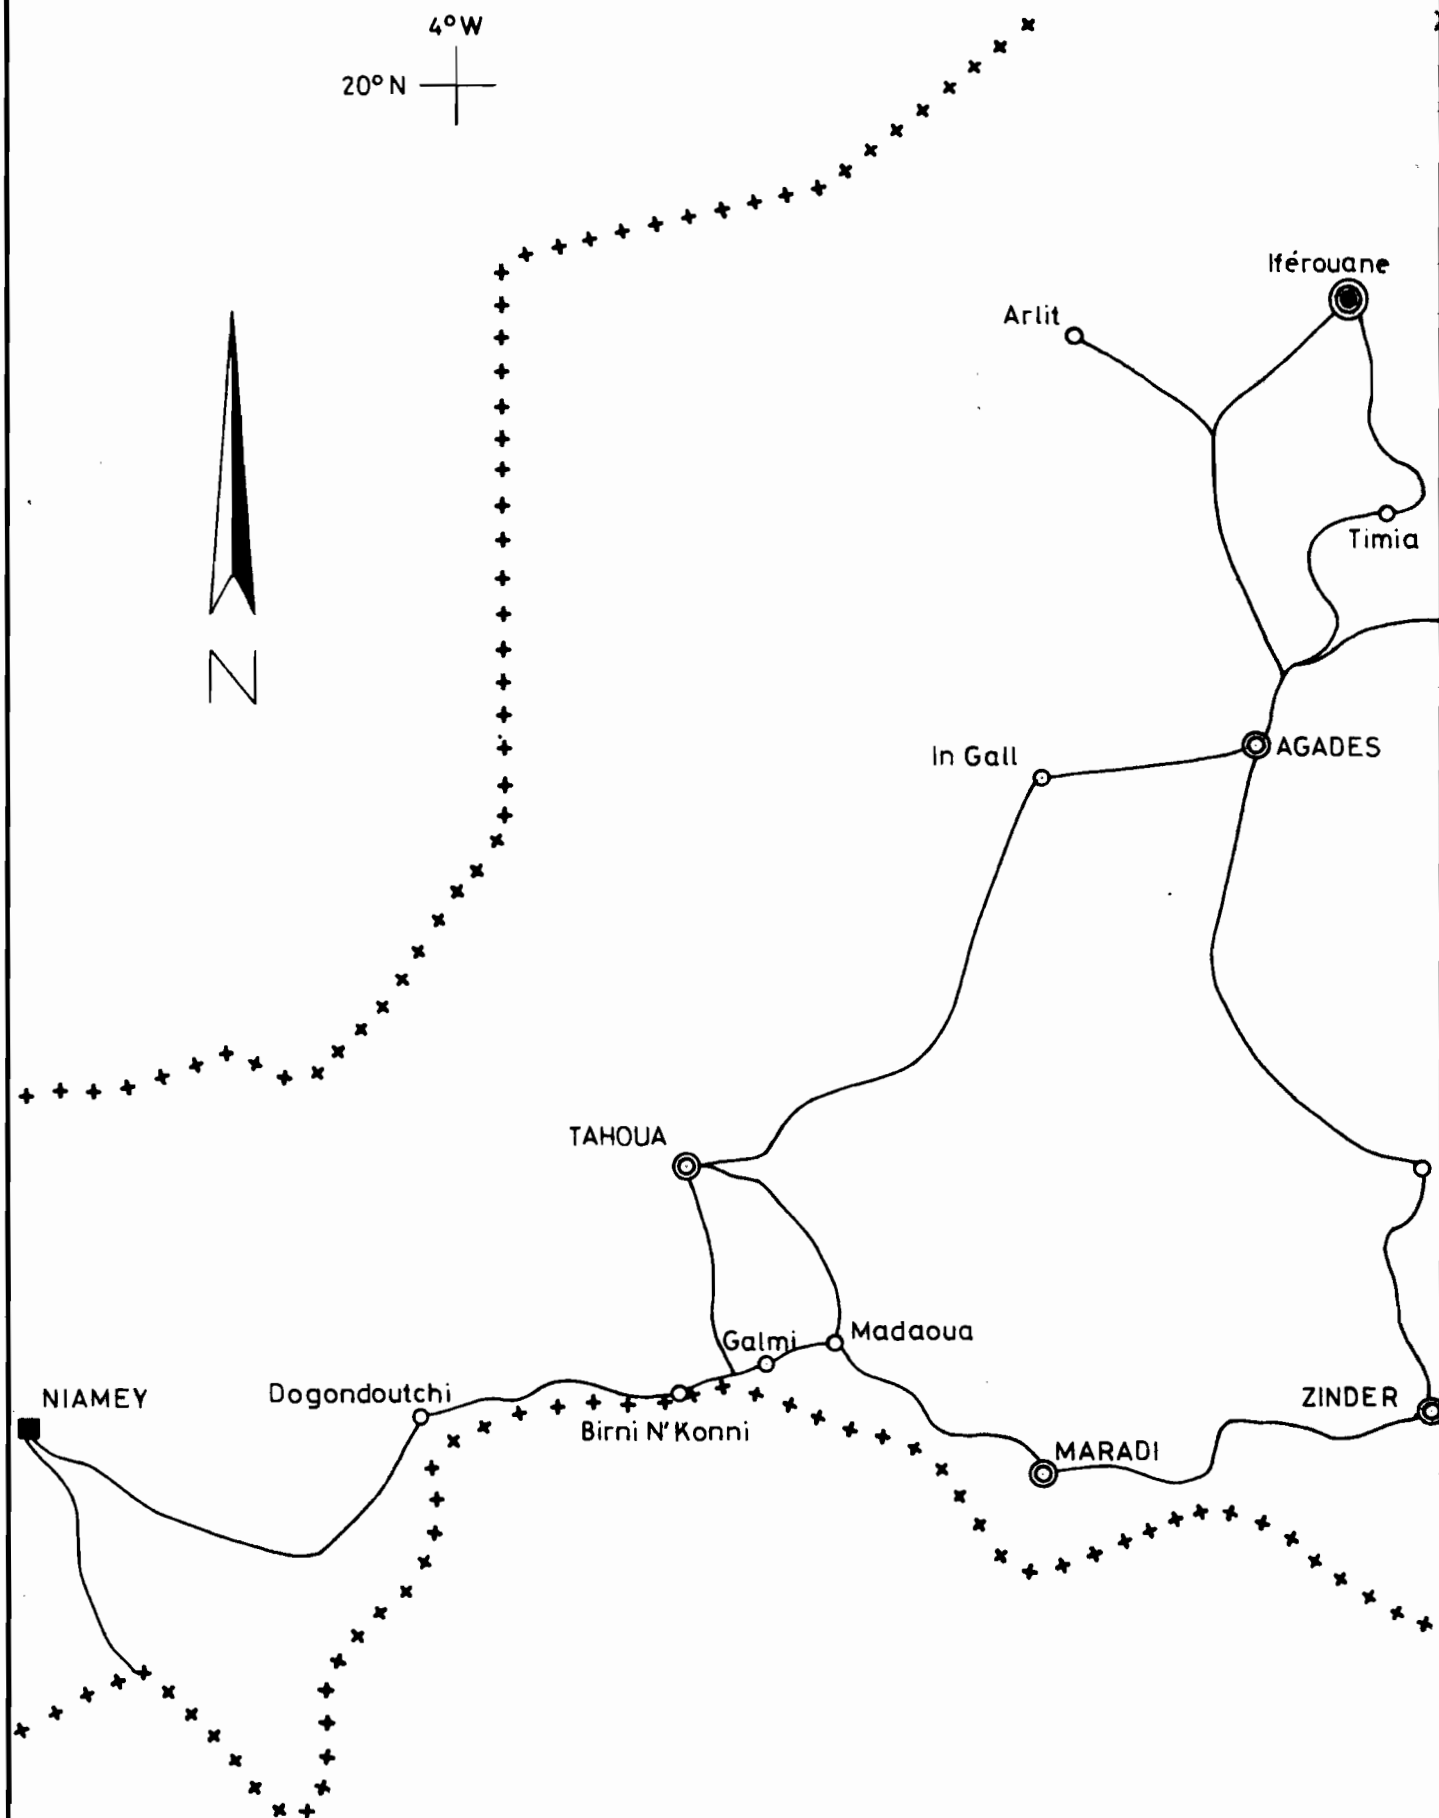 4° W
20° N
Iférouane
Arlit
Timia
In Gall
AGADES
TAHOUA
Galmi
Madaoua
NIAMEY
Dogondoutchi
ZINDER
Birni N' Konni
MARADI
N